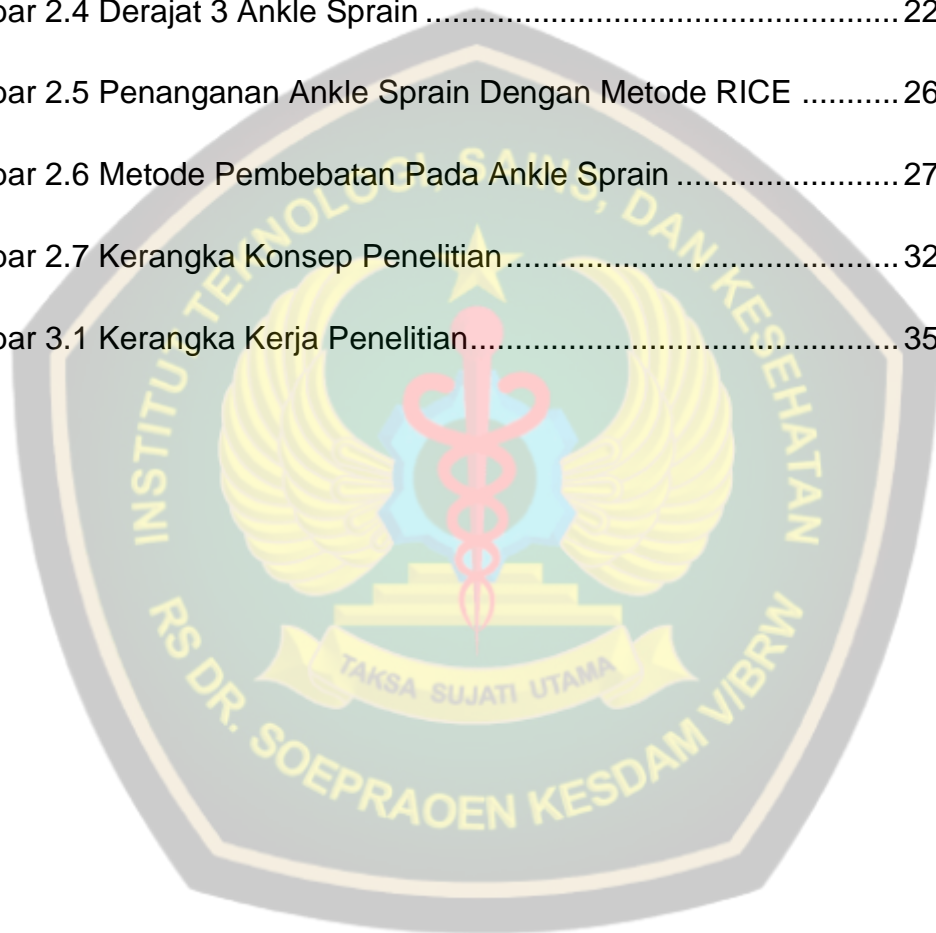 bar 2.4 Derajat 3 Ankle Sprain ........................................................ 22
bar 2.5 Penanganan Ankle Sprain Dengan Metode RICE ........... 26
bar 2.6 Metode Pembebatan Pada Ankle Sprain .......................... 27
bar 2.7 Kerangka Konsep Penelitian .............................................. 32
bar 3.1 Kerangka Kerja Penelitian.................................................. 35
INSTITUT TEKNOLOGI, SAINS, DAN KESEHATAN
TAKSA SUJATI UTAMA
RS DR. SOEPRAOEN KESDAM V/BRW